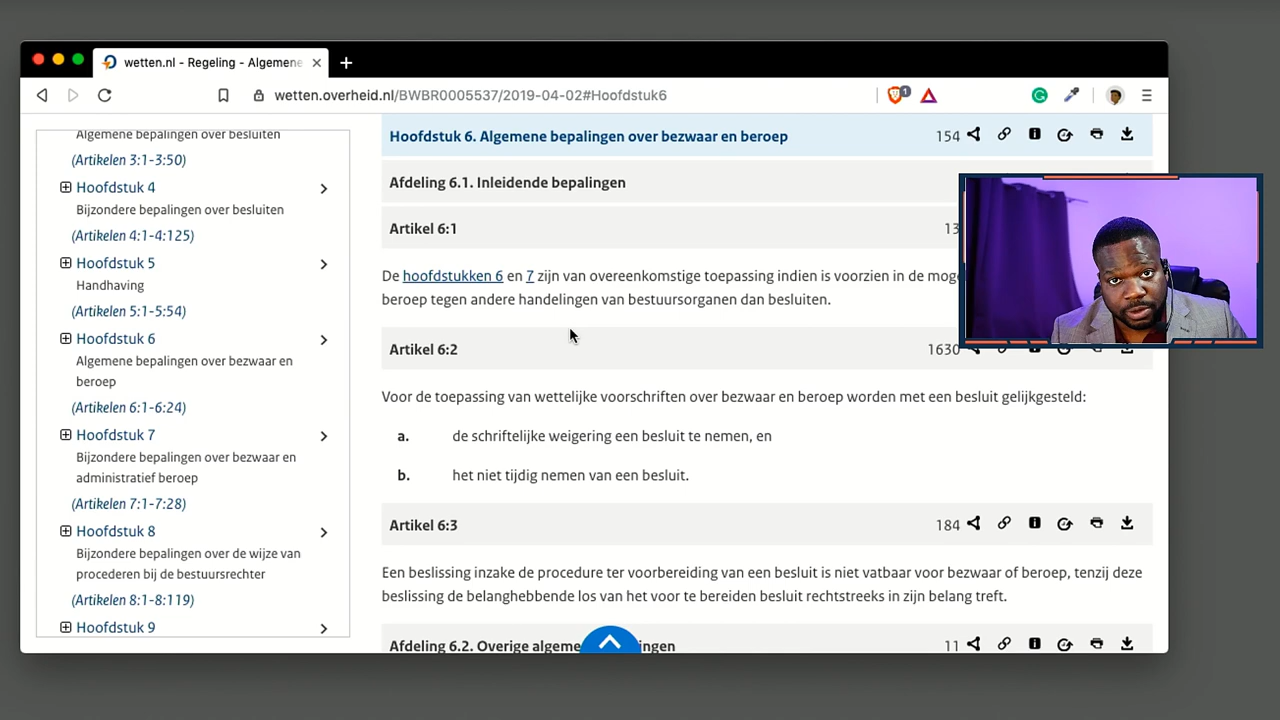 wetten.nl - Regeling - Algemene
wetten.overheid.nl/BWBR0005537/2019-04-02#Hoofdstuk6
1
Algemene bepalingen over besluiten
(Artikelen 3:1-3:50)
Hoofdstuk 4
Bijzondere bepalingen over besluiten
(Artikelen 4:1-4:125)
Hoofdstuk 5
Handhaving
(Artikelen 5:1-5:54)
Hoofdstuk 6
Algemene bepalingen over bezwaar en
beroep
(Artikelen 6:1-6:24)
Hoofdstuk 7
Bijzondere bepalingen over bezwaar en
administratief beroep
(Artikelen 7:1-7:28)
Hoofdstuk 8
Bijzondere bepalingen over de wijze van
procederen bij de bestuursrechter
(Artikelen 8:1-8:119)
Hoofdstuk 9
Hoofdstuk 6. Algemene bepalingen over bezwaar en beroep 154
Afdeling 6.1. Inleidende bepalingen
Artikel 6:1 13
De hoofdstukken 6 en 7 zijn van overeenkomstige toepassing indien is voorzien in de
beroep tegen andere handelingen van bestuursorganen dan besluiten.
Artikel 6:2 1630
Voor de toepassing van wettelijke voorschriften over bezwaar en beroep worden met een besluit gelijkgesteld:
a. de schriftelijke weigering een besluit te nemen, en
b. het niet tijdig nemen van een besluit.
Artikel 6:3 184
Een beslissing inzake de procedure ter voorbereiding van een besluit is niet vatbaar voor bezwaar of beroep, tenzij deze
beslissing de belanghebbende los van het voor te bereiden besluit rechtstreeks in zijn belang treft.
Afdeling 6.2. Overige 11